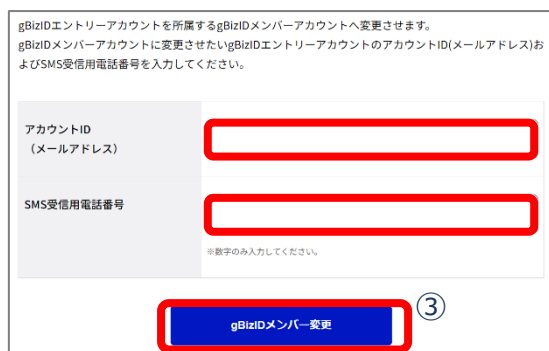 gBizIDエントリーアカウントを所属するgBizIDメンバーアカウントへ変更させます。
gBizIDメンバーアカウントに変更させたいgBizIDエントリーアカウントのアカウントID(メールアドレス)お
よびSMS受信用電話番号を入力してください。
アカウントID
（メールアドレス）
SMS受信用電話番号
※数字のみ入力してください。
③
gBizIDメンバー変更